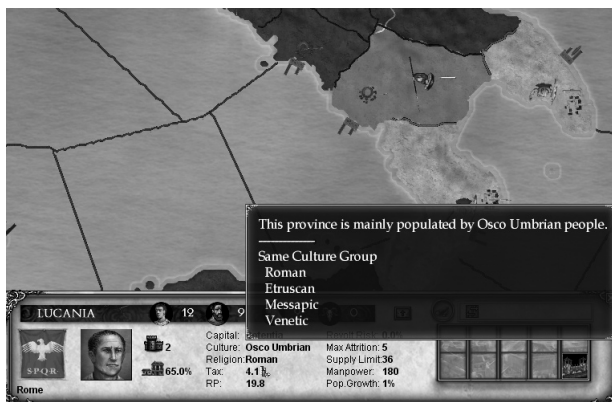 This province is mainly populated by Osco Umbrian people.
Same Culture Group
Roman
Etruscan
Messapic
Venetic
LUCANIA
12
9
0
Capital:
2
Culture: Osco Umbrian
Max Attrition: 5
Religion: Roman
Supply Limit: 36
65.0%
Tax: 4.1
Manpower: 180
RP: 19.8
Pop.Growth: 1%
SPQR
Rome